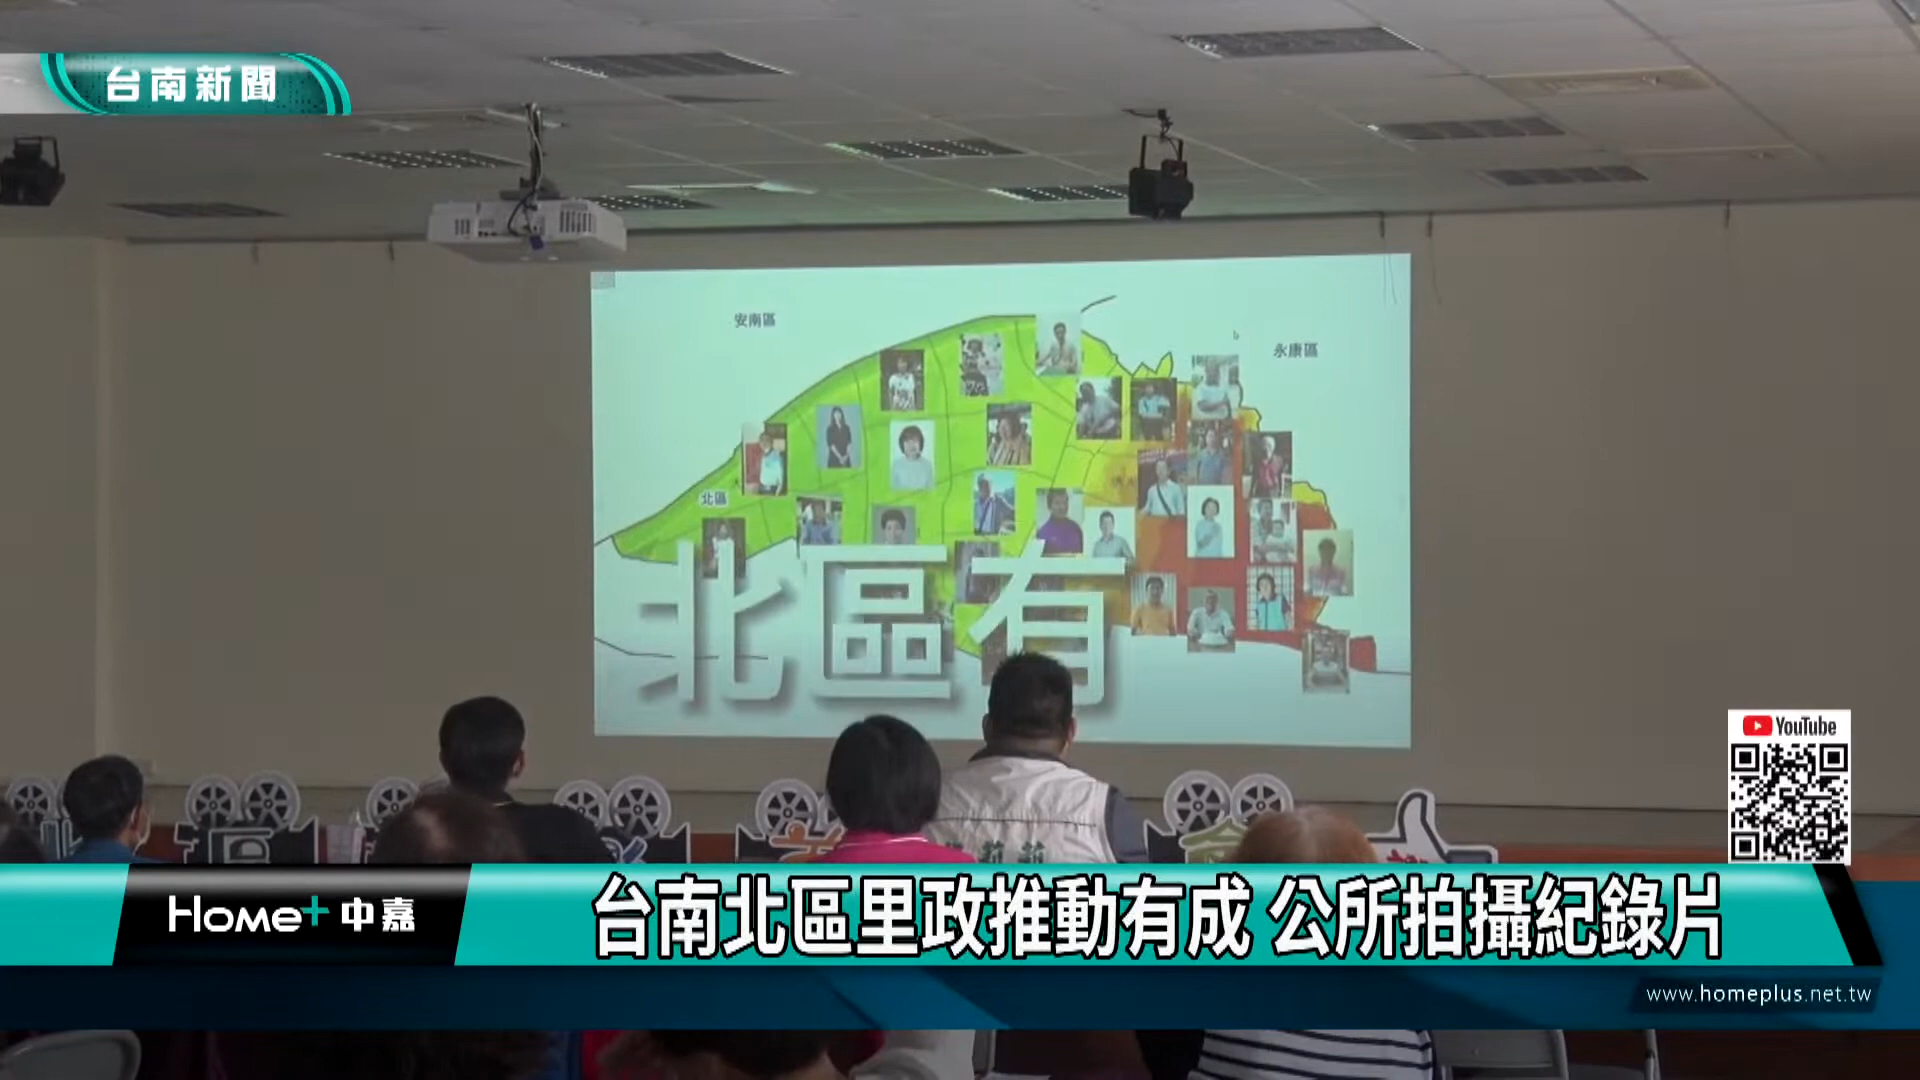 台南新聞
安南區
永康區
北區
北區有
YouTube
Home+ 中嘉
台南北區里政推動有成 公所拍攝紀錄片
www.homeplus.net.tw